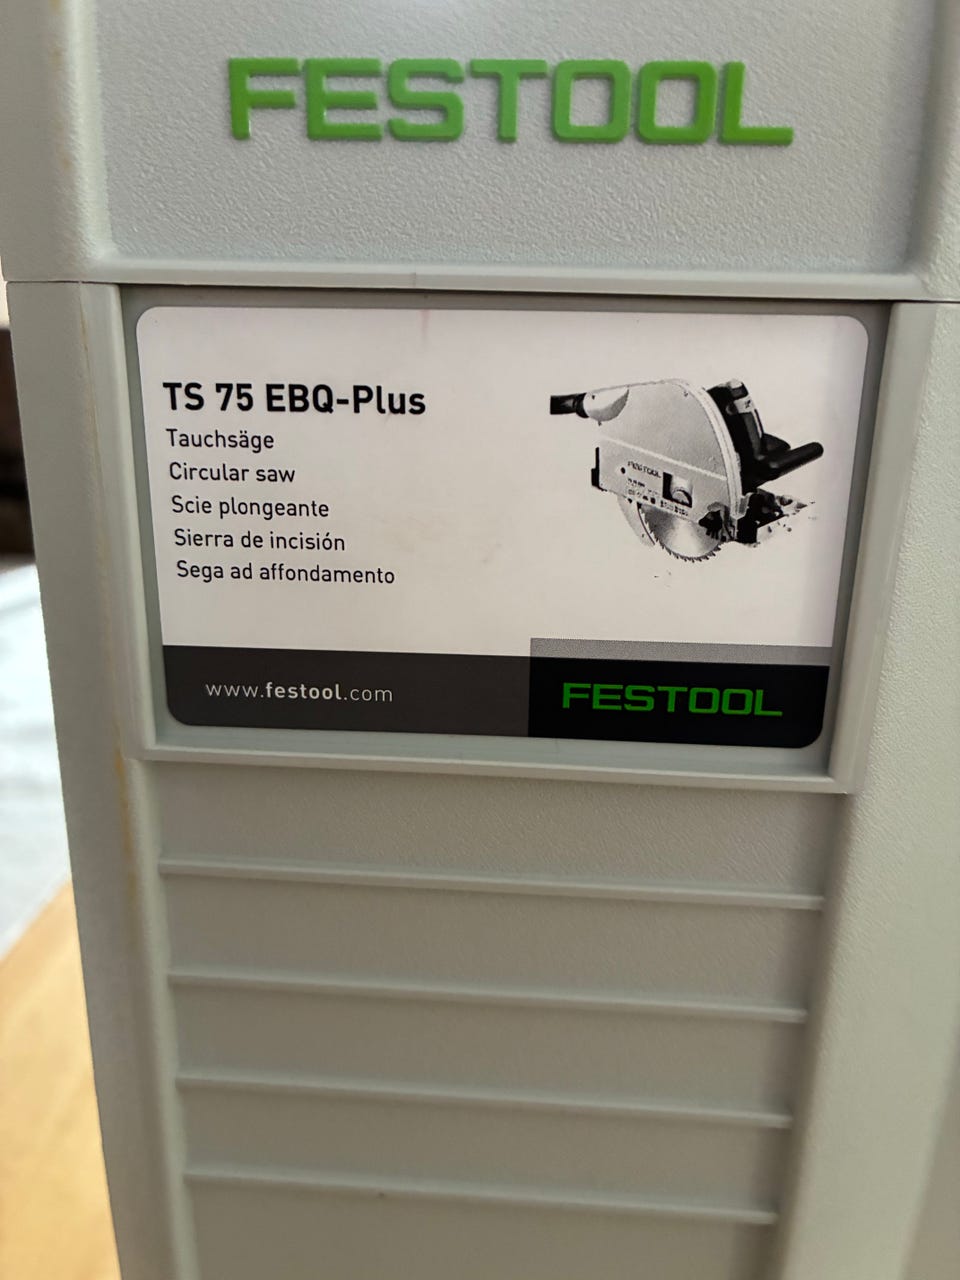 FESTOOL
TS 75 EBQ-Plus
Tauchsäge
Circular saw
Scie plongeante
Sierra de incisión
Sega ad affondamento
FESTOOL
www.festool.com
FESTOOL